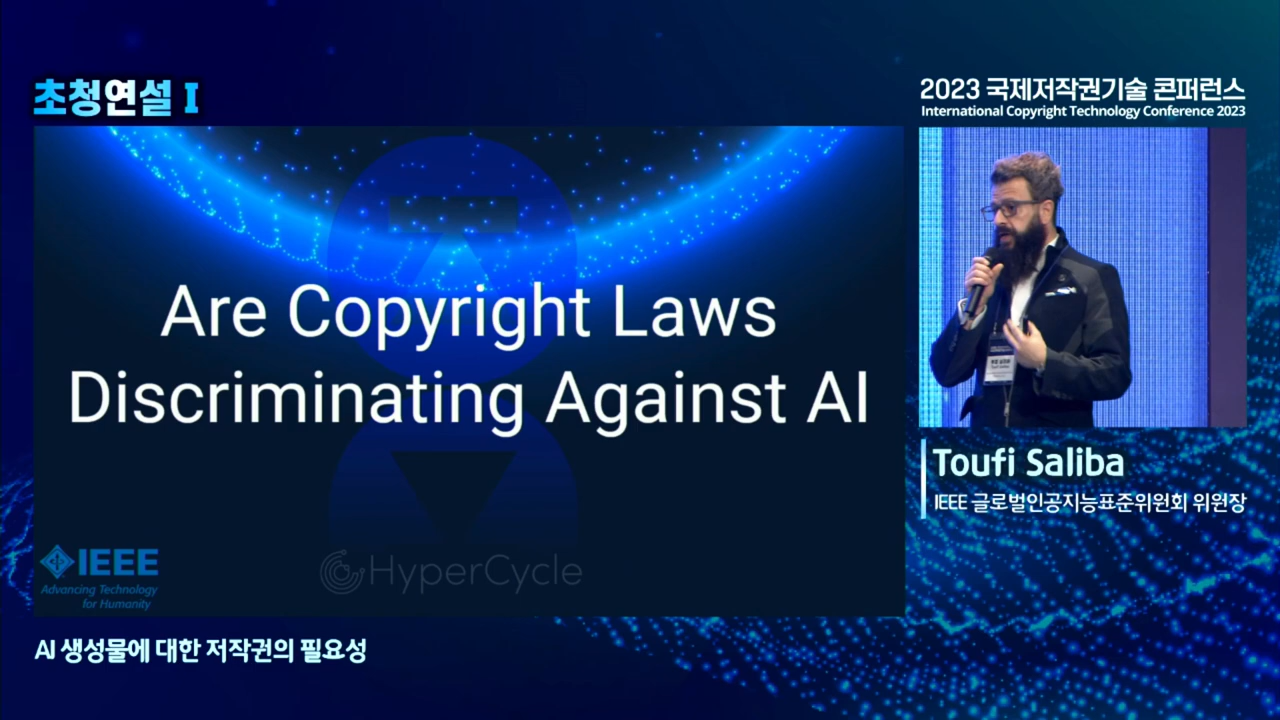 초청연설 I
2023 국제저작권기술 콘퍼런스
International Copyright Technology Conference 2023
Are Copyright Laws
Discriminating Against AI
IEEE
Advancing Technology
for Humanity
HyperCycle
Toufi Saliba
IEEE 글로벌인공지능표준위원회 위원장
AI 생성물에 대한 저작권의 필요성